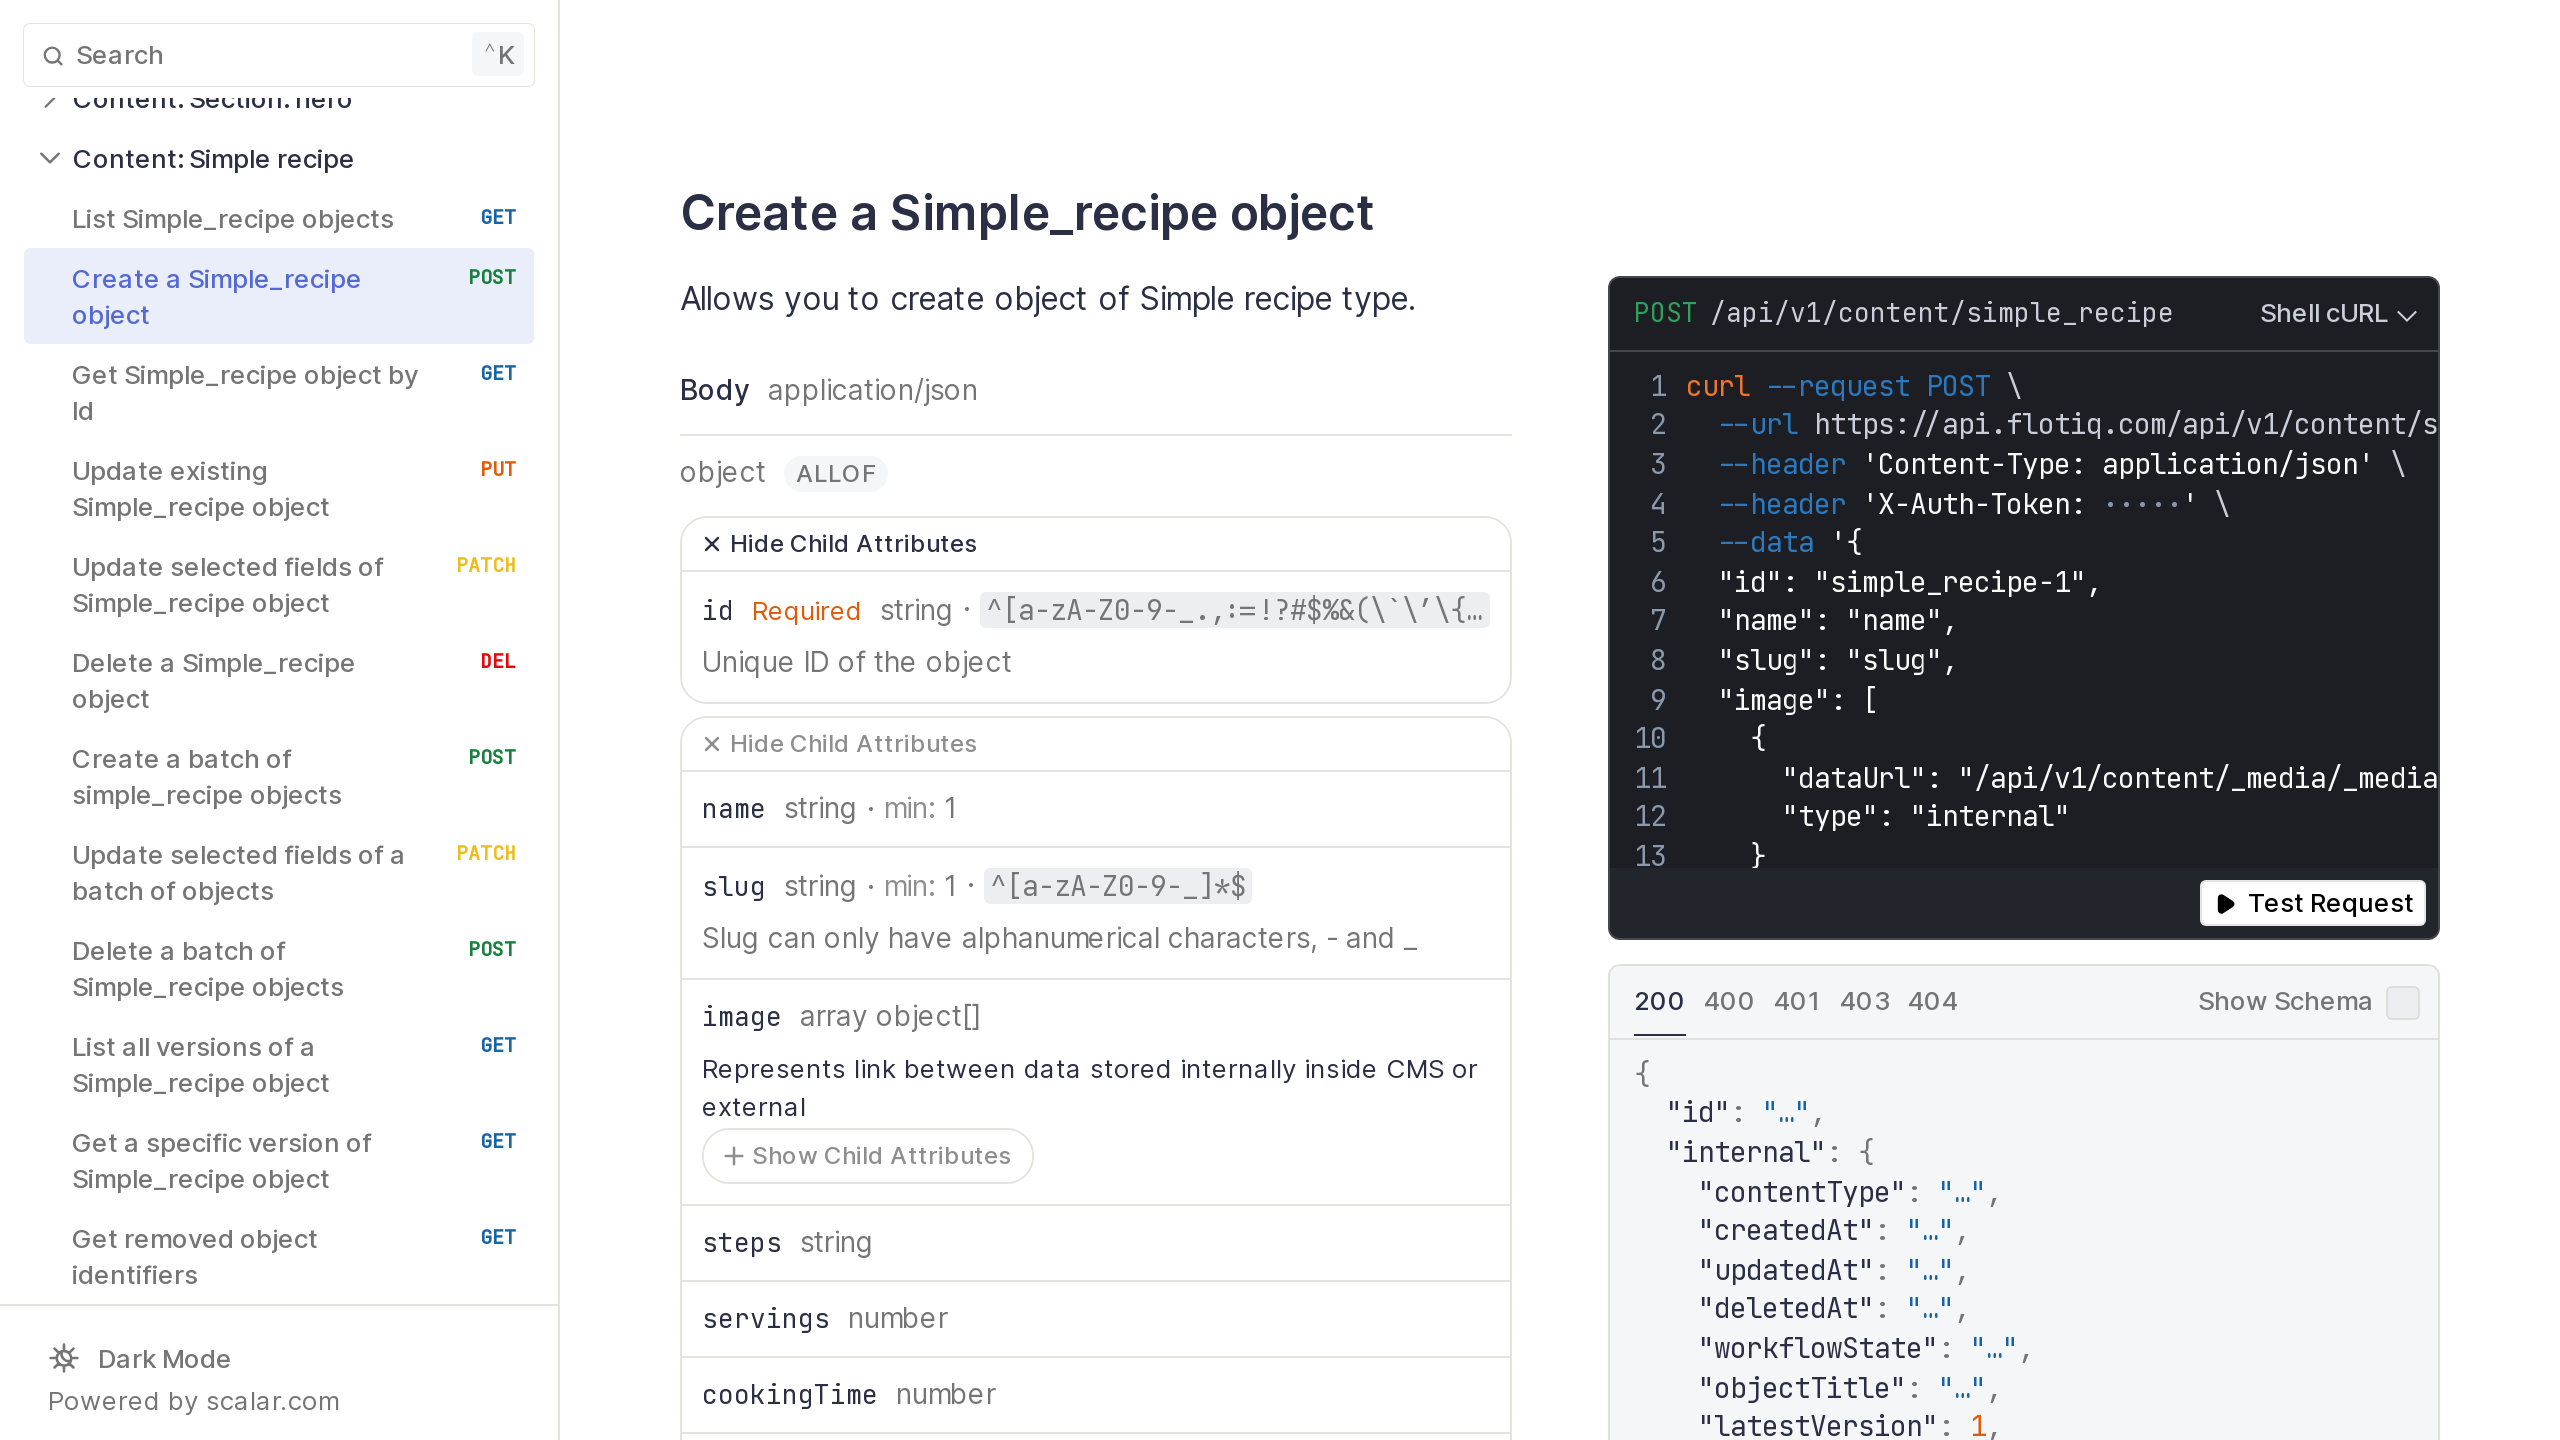 Search
^K
Content: Section: hero
Content: Simple recipe
List Simple_recipe objects GET
Create a Simple_recipe POST
object
Get Simple_recipe object by GET
Id
Update existing PUT
Simple_recipe object
Update selected fields of PATCH
Simple_recipe object
Delete a Simple_recipe DEL
object
Create a batch of POST
simple_recipe objects
Update selected fields of a PATCH
batch of objects
Delete a batch of POST
Simple_recipe objects
List all versions of a GET
Simple_recipe object
Get a specific version of GET
Simple_recipe object
Get removed object GET
identifiers
Dark Mode
Powered by scalar.com
Create a Simple_recipe object
Allows you to create object of Simple recipe type.
Body application/json
object ALLOF
Hide Child Attributes
id Required string · ^[a-zA-Z0-9-_.,:=!?#$%&(\`\’\{…
Unique ID of the object
Hide Child Attributes
name string · min: 1
slug string · min: 1 · ^[a-zA-Z0-9-_]*$
Slug can only have alphanumerical characters, - and _
image array object[]
Represents link between data stored internally inside CMS or
external
Show Child Attributes
steps string
servings number
cookingTime number
POST /api/v1/content/simple_recipe Shell cURL
1 curl --request POST \
2 --url https://api.flotiq.com/api/v1/content/s
3 --header 'Content-Type: application/json' \
4 --header 'X-Auth-Token: ·····' \
5 --data '{
6 "id": "simple_recipe-1",
7 "name": "name",
8 "slug": "slug",
9 "image": [
10 {
11 "dataUrl": "/api/v1/content/_media/_media
12 "type": "internal"
13 }
Test Request
200 400 401 403 404 Show Schema
{
"id": "…",
"internal": {
"contentType": "…",
"createdAt": "…",
"updatedAt": "…",
"deletedAt": "…",
"workflowState": "…",
"objectTitle": "…",
"latestVersion": 1,